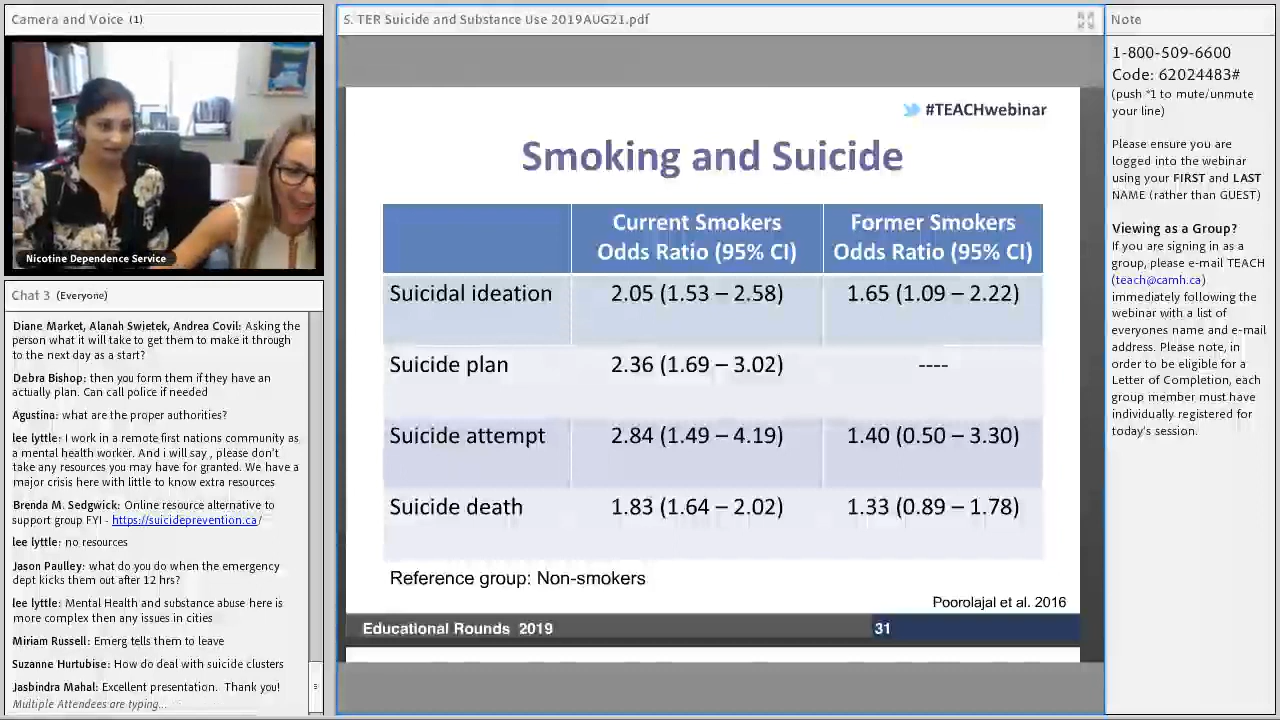 Camera and Voice (1)
Nicotine Dependence Service
Chat 3 (Everyone)
Diane Market, Alanah Swietek, Andrea Covil: Asking the
person what it will take to get them to make it through
to the next day as a start?
Debra Bishop: then you form them if they have an
actually plan. Can call police if needed
Agustina: what are the proper authorities?
lee lyttle: I work in a remote first nations community as
a mental health worker. And i will say , please don't
take any resources you may have for granted. We have a
major crisis here with little to know extra resources
Brenda M. Sedgwick: Online resource alternative to
support group FYI - https://suicideprevention.ca/
lee lyttle: no resources
Jason Paulley: what do you do when the emergency
dept kicks them out after 12 hrs?
lee lyttle: Mental Health and substance abuse here is
more complex then any issues in cities
Miriam Russell: Emerg tells them to leave
Suzanne Hurtubise: How do deal with suicide clusters
Jasbindra Mahal: Excellent presentation. Thank you!
Multiple Attendees are typing...
5. TER Suicide and Substance Use 2019AUG21.pdf
#TEACHwebinar
Smoking and Suicide
Current Smokers Odds Ratio (95% CI) Former Smokers Odds Ratio (95% CI)
Suicidal ideation 2.05 (1.53 – 2.58) 1.65 (1.09 – 2.22)
Suicide plan 2.36 (1.69 – 3.02) ----
Suicide attempt 2.84 (1.49 – 4.19) 1.40 (0.50 – 3.30)
Suicide death 1.83 (1.64 – 2.02) 1.33 (0.89 – 1.78)
Reference group: Non-smokers
Poorolajal et al. 2016
Educational Rounds 2019 31
Note
1-800-509-6600
Code: 62024483#
(push *1 to mute/unmute
your line)
Please ensure you are
logged into the webinar
using your FIRST and LAST
NAME (rather than GUEST)
Viewing as a Group?
If you are signing in as a
group, please e-mail TEACH
(teach@camh.ca)
immediately following the
webinar with a list of
everyones name and e-mail
address. Please note, in
order to be eligible for a
Letter of Completion, each
group member must have
individually registered for
today's session.